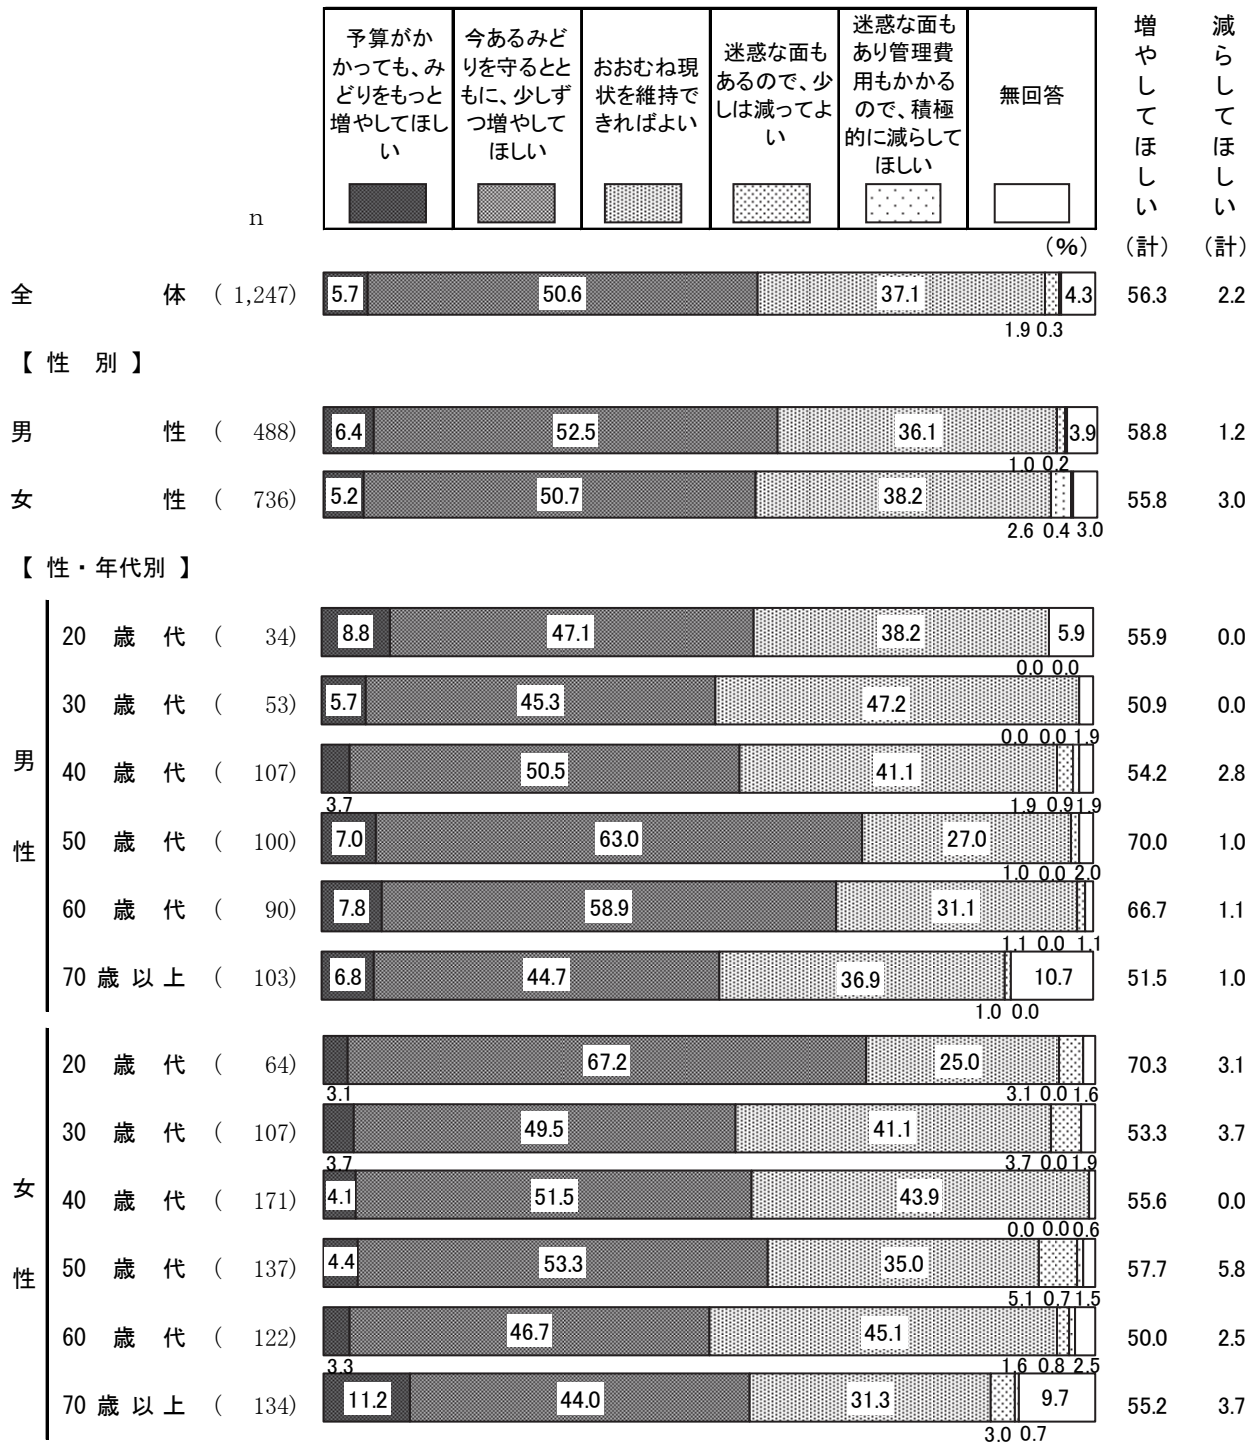 予算がか
かっても、み
どりをもっと
増やしてほし
い
今あるみど
りを守るとと
もに、少しず
つ増やして
ほしい
おおむね現
状を維持で
きればよい
迷惑な面も
あるので、少
しは減ってよ
い
迷惑な面も
あり管理費
用もかかる
ので、積極
的に減らして
ほしい
無回答
増やしてほしい
(計)
減らしてほしい
(計)
n
(%)
全 体 ( 1,247) 5.7 50.6 37.1 4.3 56.3 2.2
1.9 0.3
【 性 別 】
男 性 ( 488) 6.4 52.5 36.1 3.9 58.8 1.2
1.0 0.2
女 性 ( 736) 5.2 50.7 38.2 55.8 3.0
2.6 0.4 3.0
【 性・年代別 】
男性
20 歳 代 ( 34) 8.8 47.1 38.2 5.9 55.9 0.0
0.0 0.0
30 歳 代 ( 53) 5.7 45.3 47.2 50.9 0.0
0.0 0.0 1.9
40 歳 代 ( 107) 50.5 41.1 54.2 2.8
3.7 1.9 0.9 1.9
50 歳 代 ( 100) 7.0 63.0 27.0 70.0 1.0
1.0 0.0 2.0
60 歳 代 ( 90) 7.8 58.9 31.1 66.7 1.1
1.1 0.0 1.1
70 歳 以 上 ( 103) 6.8 44.7 36.9 10.7 51.5 1.0
1.0 0.0
女性
20 歳 代 ( 64) 67.2 25.0 70.3 3.1
3.1 3.1 0.0 1.6
30 歳 代 ( 107) 49.5 41.1 53.3 3.7
3.7 3.7 0.0 1.9
40 歳 代 ( 171) 4.1 51.5 43.9 55.6 0.0
0.0 0.0 0.6
50 歳 代 ( 137) 4.4 53.3 35.0 57.7 5.8
5.1 0.7 1.5
60 歳 代 ( 122) 46.7 45.1 50.0 2.5
3.3 1.6 0.8 2.5
70 歳 以 上 ( 134) 11.2 44.0 31.3 9.7 55.2 3.7
3.0 0.7